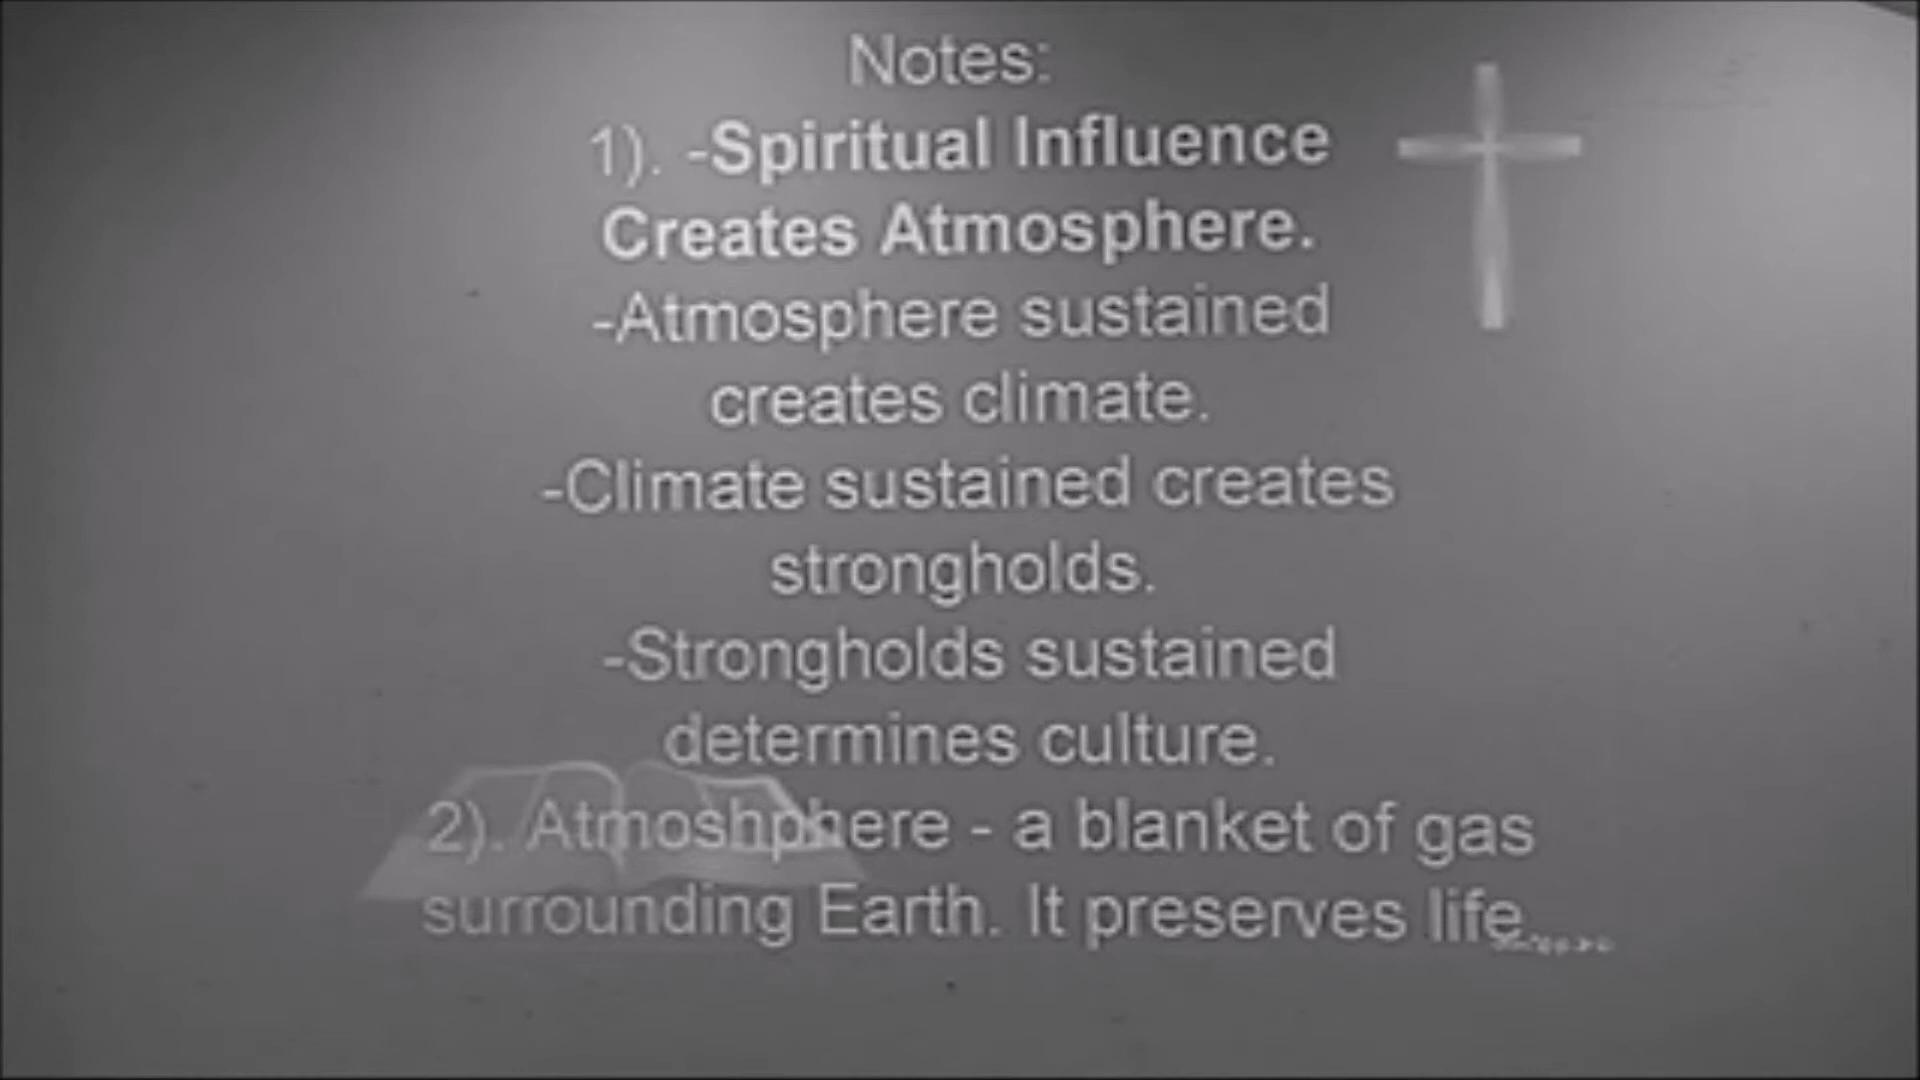 Notes:
1). -Spiritual Influence
Creates Atmosphere.
-Atmosphere sustained
creates climate.
-Climate sustained creates
strongholds.
-Strongholds sustained
determines culture.
2). Atmoshphere - a blanket of gas
surrounding Earth. It preserves life